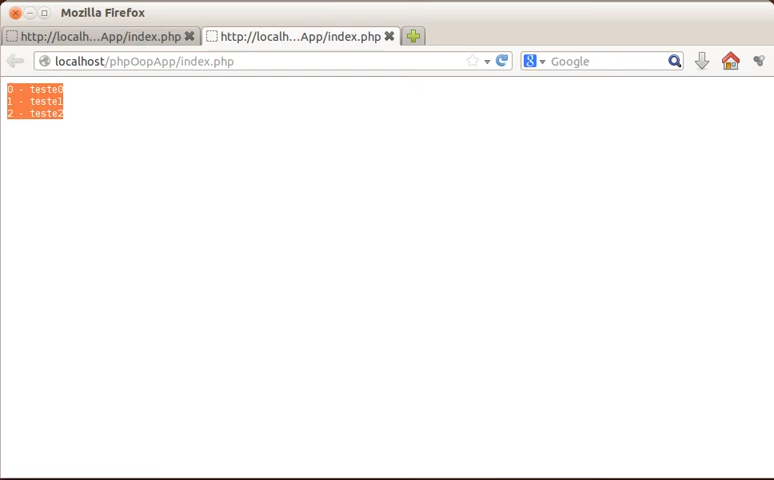 Mozilla Firefox
http://localh...App/index.php
http://localh...App/index.php
localhost/phpOopApp/index.php
Google
0 - teste0
1 - teste1
2 - teste2